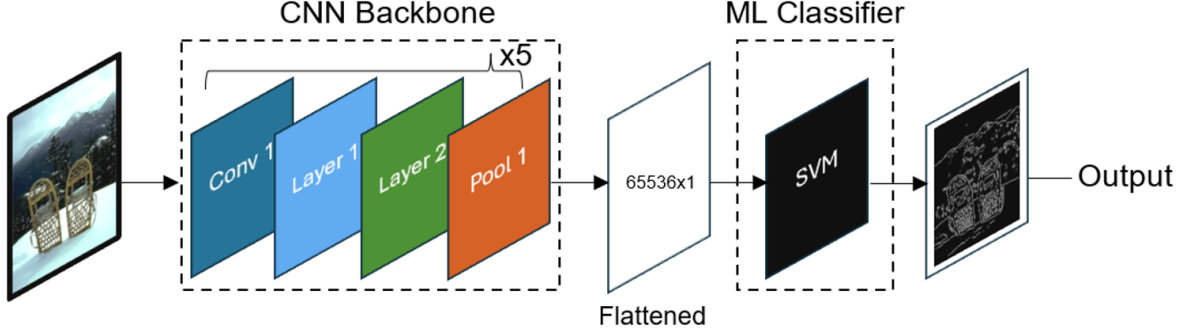 CNN Backbone
ML Classifier
x5
Conv 1
Layer 1
Layer 2
Pool 1
65536x1
SVM
Output
Flattened